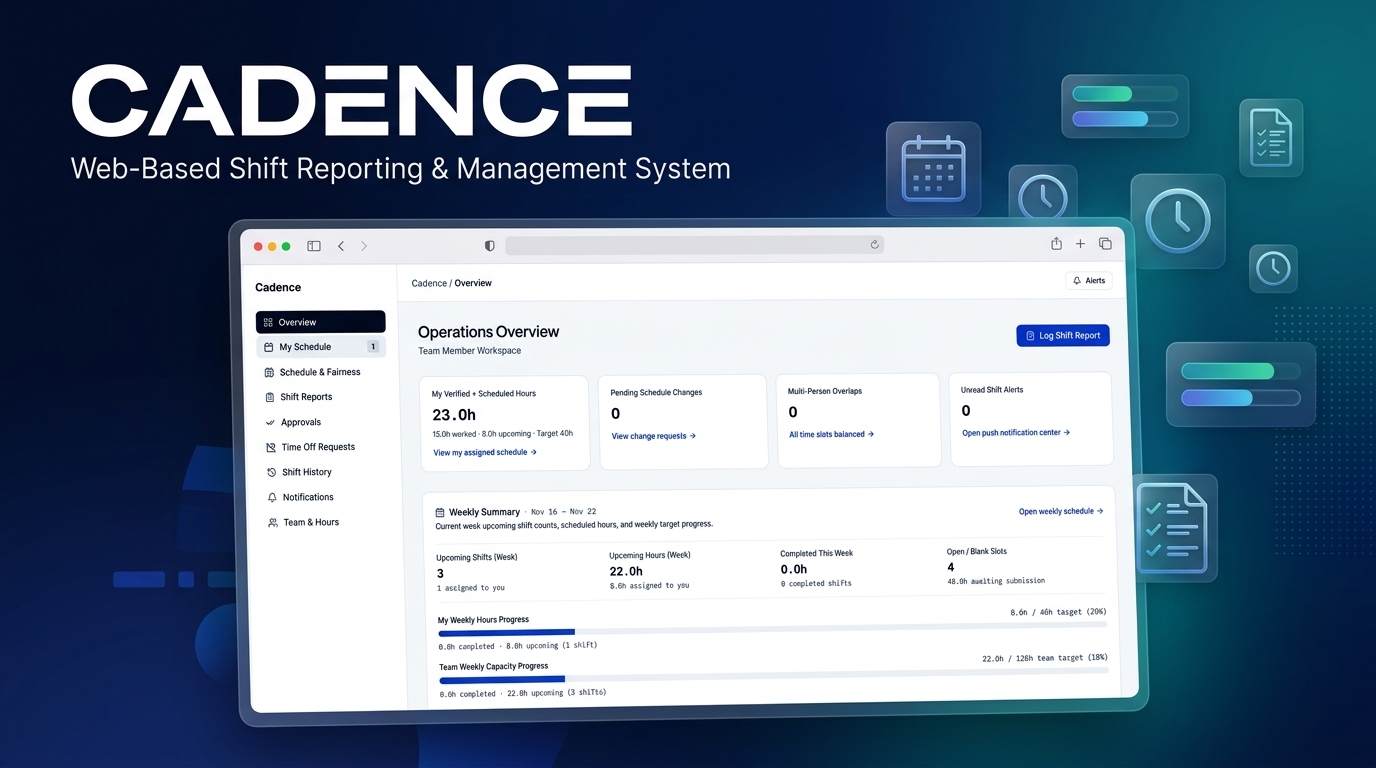 CADENCE
Web-Based Shift Reporting & Management System
Cadence
Cadence / Overview
Alerts
Overview
My Schedule 1
Schedule & Fairness
Shift Reports
Approvals
Time Off Requests
Shift History
Notifications
Team & Hours
Operations Overview
Team Member Workspace
Log Shift Report
My Verified + Scheduled Hours
23.0h
15.0h worked · 8.0h upcoming · Target 40h
View my assigned schedule →
Pending Schedule Changes
0
View change requests →
Multi-Person Overlaps
0
All time slots balanced →
Unread Shift Alerts
0
Open push notification center →
Weekly Summary · Nov 16 – Nov 22
Current week upcoming shift counts, scheduled hours, and weekly target progress.
Open weekly schedule →
Upcoming Shifts (Week)
3
1 assigned to you
Upcoming Hours (Week)
22.0h
8.0h assigned to you
Completed This Week
0.0h
0 completed shifts
Open / Blank Slots
4
48.0h awaiting submission
My Weekly Hours Progress
/ 46h tasget (20%)
0.0h completed · 8.0h upcoming (1 shift)
Team Weekly Capacity Progress
22.0h / 126h team target (18%)
0.0h completed · 22.0h upcoming (3